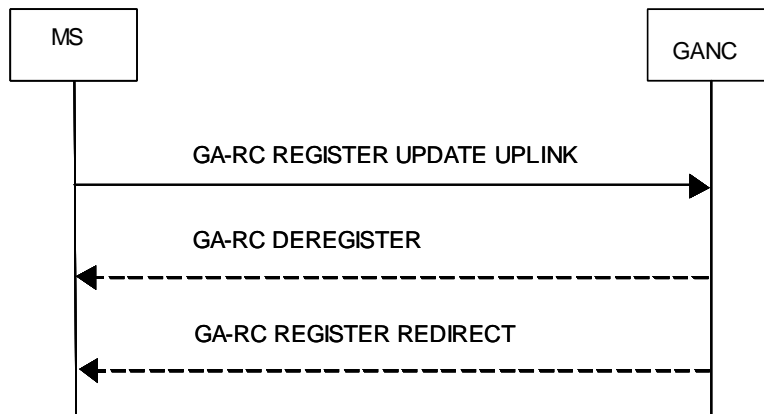 MS
GANC
GA-RC REGISTER UPDATE UPLINK
GA-RC DEREGISTER
GA-RC REGISTER REDIRECT